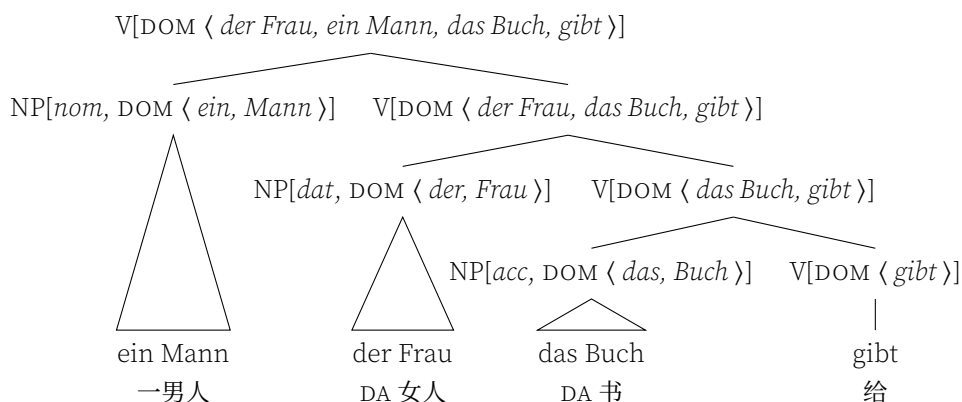 V[DOM ⟨ der Frau, ein Mann, das Buch, gibt ⟩]
NP[nom, DOM ⟨ ein, Mann ⟩] V[DOM ⟨ der Frau, das Buch, gibt ⟩]
NP[dat, DOM ⟨ der, Frau ⟩] V[DOM ⟨ das Buch, gibt ⟩]
NP[acc, DOM ⟨ das, Buch ⟩] V[DOM ⟨ gibt ⟩]
ein Mann der Frau das Buch gibt
一男人 DA 女人 DA 书 给